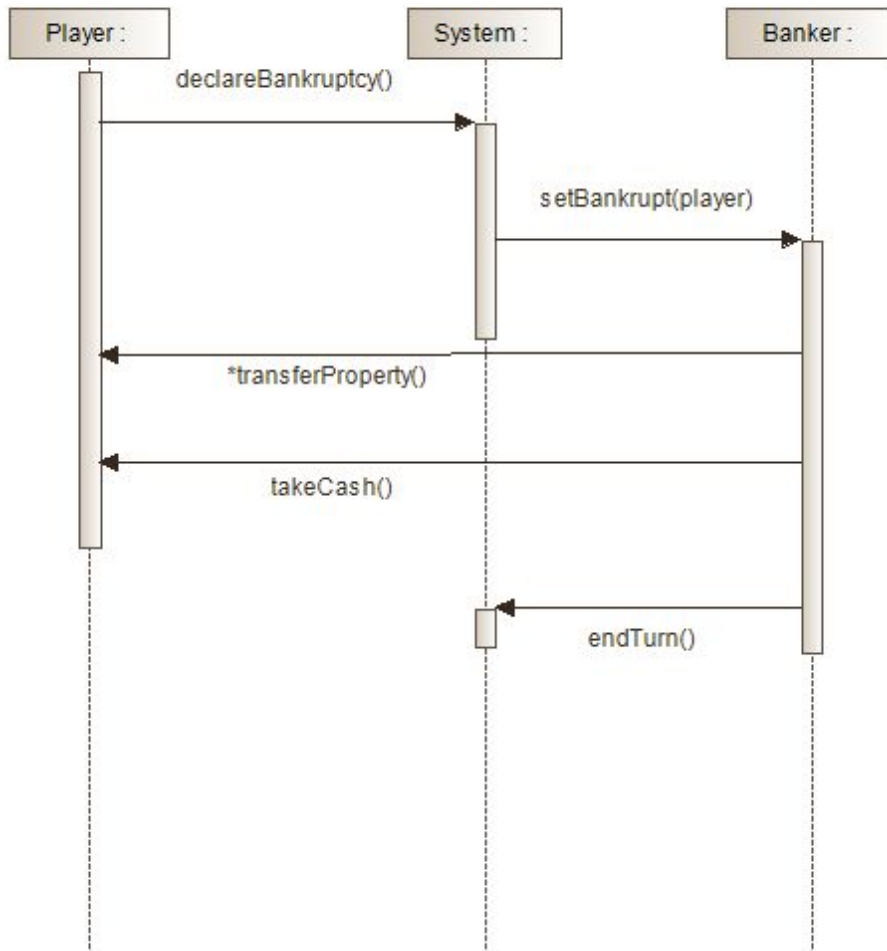 Player :
System :
Banker :
declareBankruptcy()
setBankrupt(player)
*transferProperty()
takeCash()
endTurn()